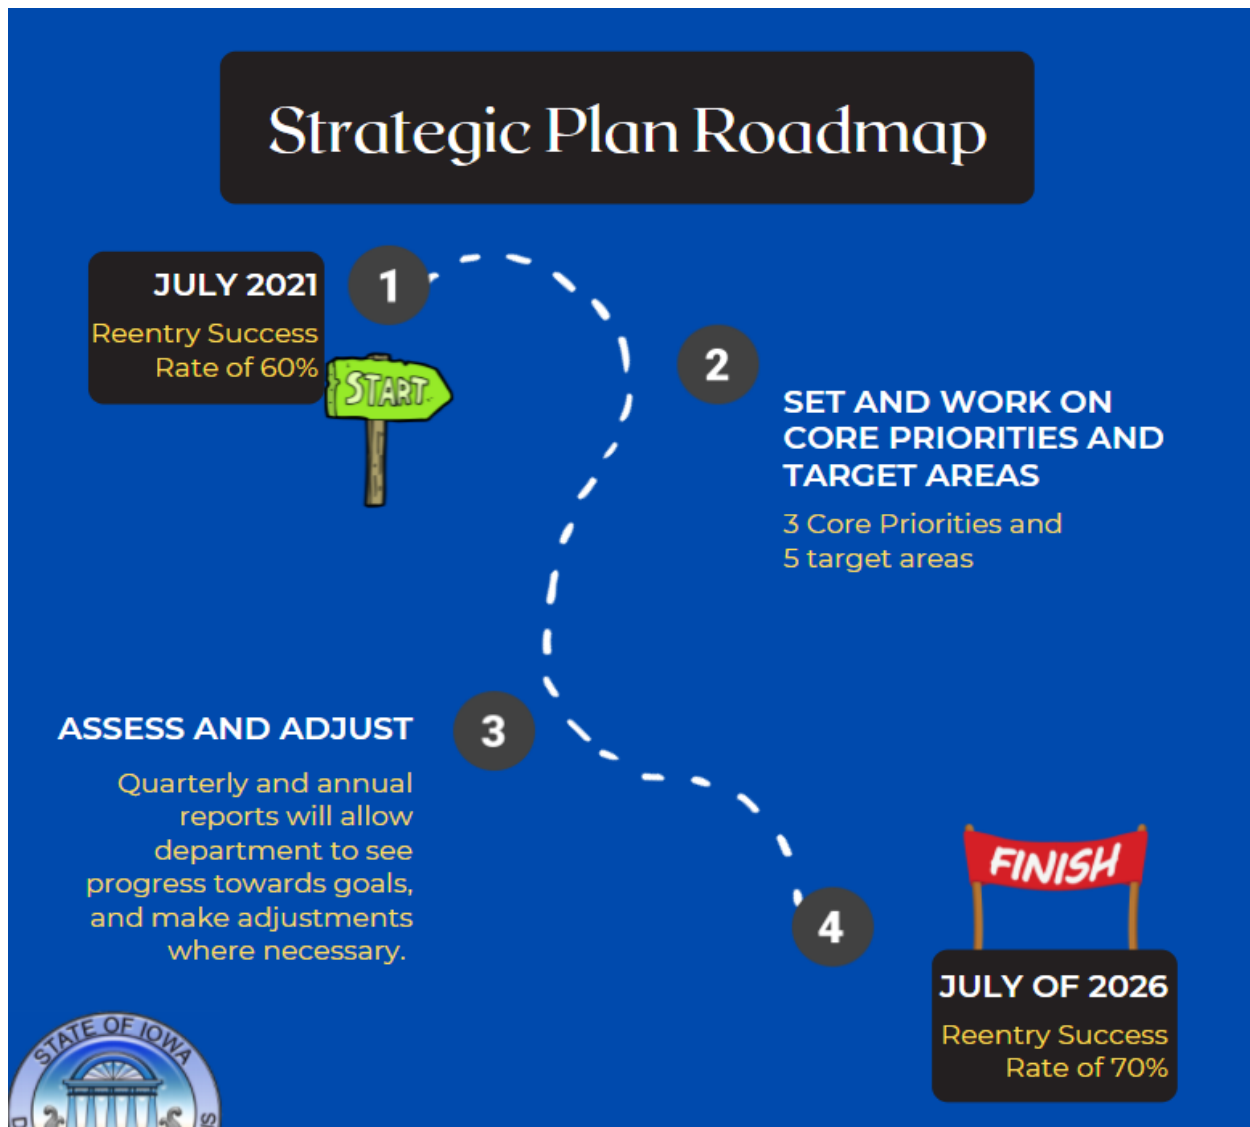 Strategic Plan Roadmap
JULY 2021
Reentry Success
Rate of 60%
1
START
2
SET AND WORK ON
CORE PRIORITIES AND
TARGET AREAS
3 Core Priorities and
5 target areas
3
ASSESS AND ADJUST
Quarterly and annual
reports will allow
department to see
progress towards goals,
and make adjustments
where necessary.
4
FINISH
JULY OF 2026
Reentry Success
Rate of 70%
STATE OF IOWA